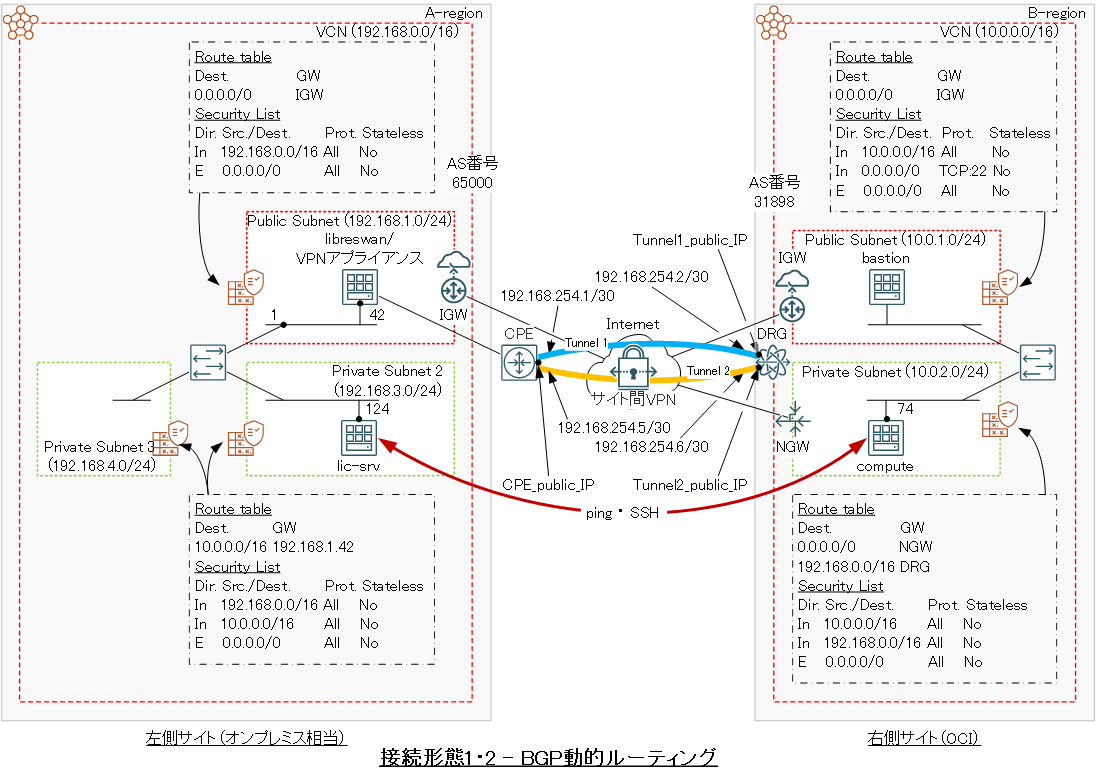 A-region
VCN (192.168.0.0/16)
Route table
Dest. GW
0.0.0.0/0 IGW
Security List
Dir. Src./Dest. Prot. Stateless
In 192.168.0.0/16 All No
E 0.0.0.0/0 All No
AS番号
65000
Public Subnet (192.168.1.0/24)
libreswan/
VPNアプライアンス
1
42
IGW
Private Subnet 2
(192.168.3.0/24)
124
lic-srv
Private Subnet 3
(192.168.4.0/24)
Route table
Dest. GW
10.0.0.0/16 192.168.1.42
Security List
Dir. Src./Dest. Prot. Stateless
In 192.168.0.0/16 All No
In 10.0.0.0/16 All No
E 0.0.0.0/0 All No
左側サイト(オンプレミス相当)
CPE
192.168.254.1/30
192.168.254.2/30
Tunnel1_public_IP
Internet
Tunnel 1
Tunnel 2
サイト間VPN
192.168.254.5/30
192.168.254.6/30
CPE_public_IP
Tunnel2_public_IP
ping・SSH
B-region
VCN (10.0.0.0/16)
Route table
Dest. GW
0.0.0.0/0 IGW
Security List
Dir. Src./Dest. Prot. Stateless
In 10.0.0.0/16 All No
In 0.0.0.0/0 TCP:22 No
E 0.0.0.0/0 All No
AS番号
31898
Public Subnet (10.0.1.0/24)
bastion
IGW
DRG
Private Subnet (10.0.2.0/24)
74
NGW
compute
Route table
Dest. GW
0.0.0.0/0 NGW
192.168.0.0/16 DRG
Security List
Dir. Src./Dest. Prot. Stateless
In 10.0.0.0/16 All No
In 192.168.0.0/16 All No
E 0.0.0.0/0 All No
右側サイト(OCI)
接続形態1・2 - BGP動的ルーティング